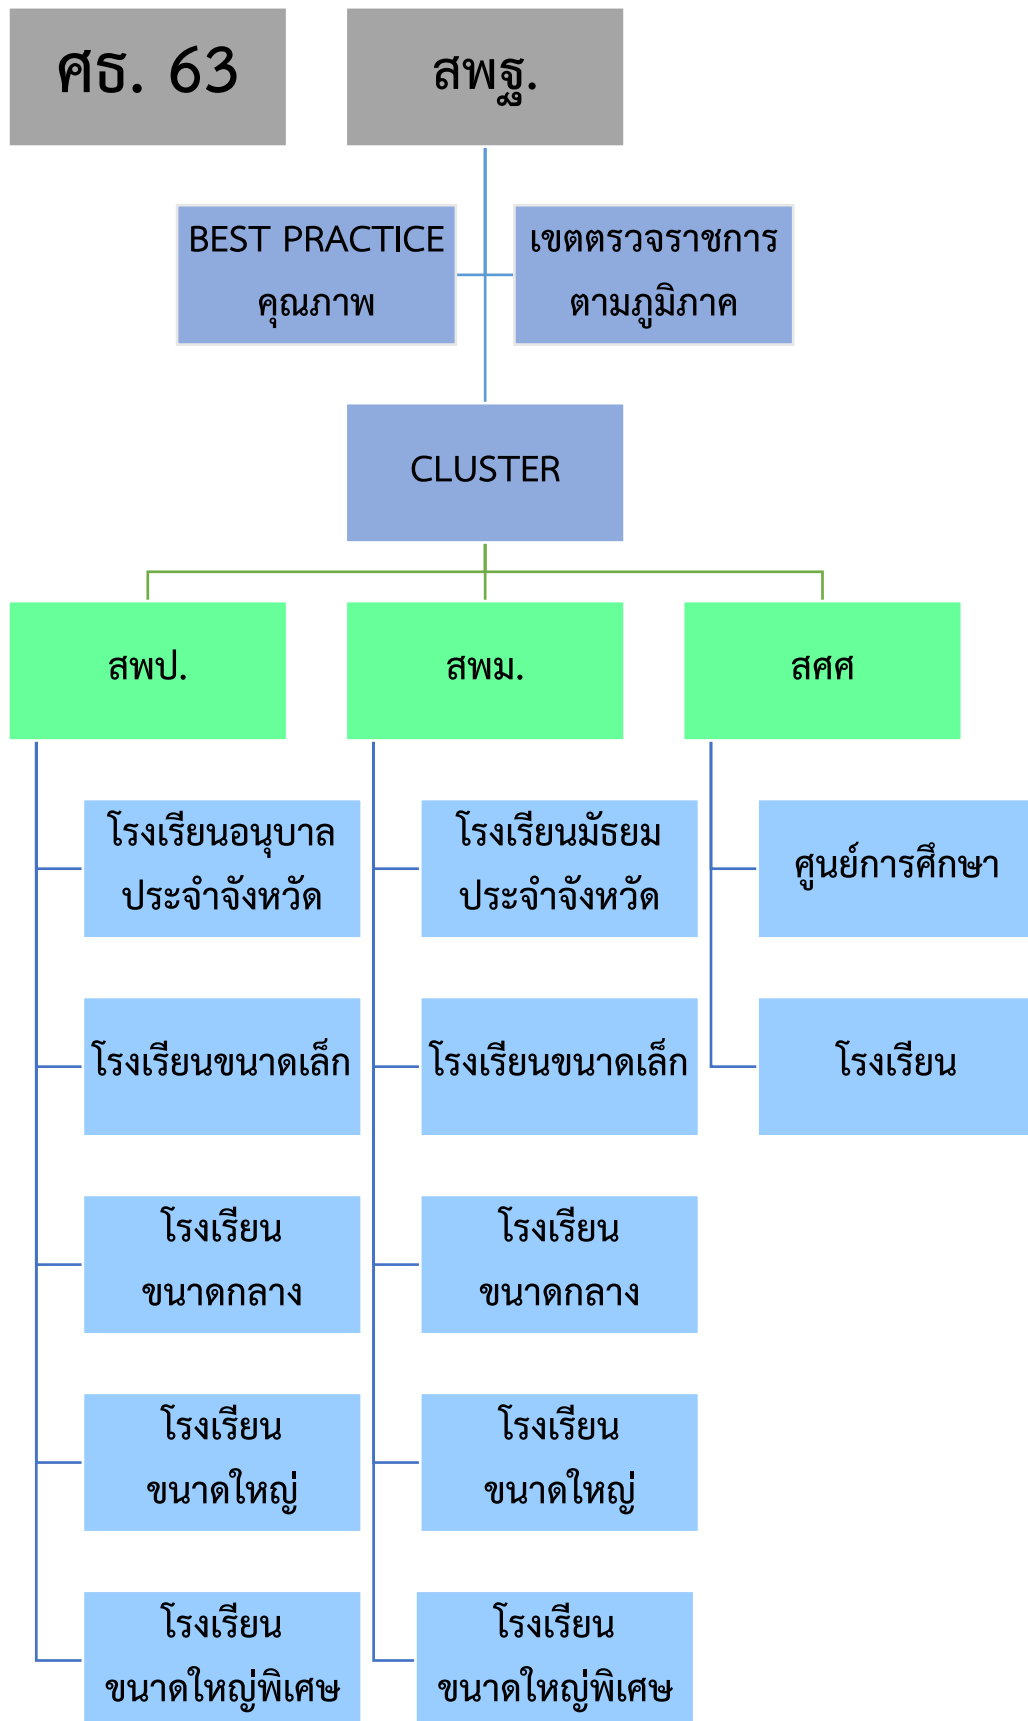 ศธ. 63
สพฐ.
BEST PRACTICE
คุณภาพ
เขตตรวจราชการ
ตามภูมิภาค
CLUSTER
สพป.
สพม.
สศศ
โรงเรียนอนุบาล
ประจำจังหวัด
โรงเรียนมัธยม
ประจำจังหวัด
ศูนย์การศึกษา
โรงเรียนขนาดเล็ก
โรงเรียนขนาดเล็ก
โรงเรียน
โรงเรียน
ขนาดกลาง
โรงเรียน
ขนาดกลาง
โรงเรียน
ขนาดใหญ่
โรงเรียน
ขนาดใหญ่
โรงเรียน
ขนาดใหญ่พิเศษ
โรงเรียน
ขนาดใหญ่พิเศษ